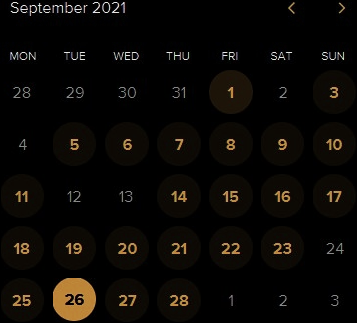 September 2021 < >
MON TUE WED THU FRI SAT SUN
28 29 30 31 1 2 3
4 5 6 7 8 9 10
11 12 13 14 15 16 17
18 19 20 21 22 23 24
25 26 27 28 1 2 3